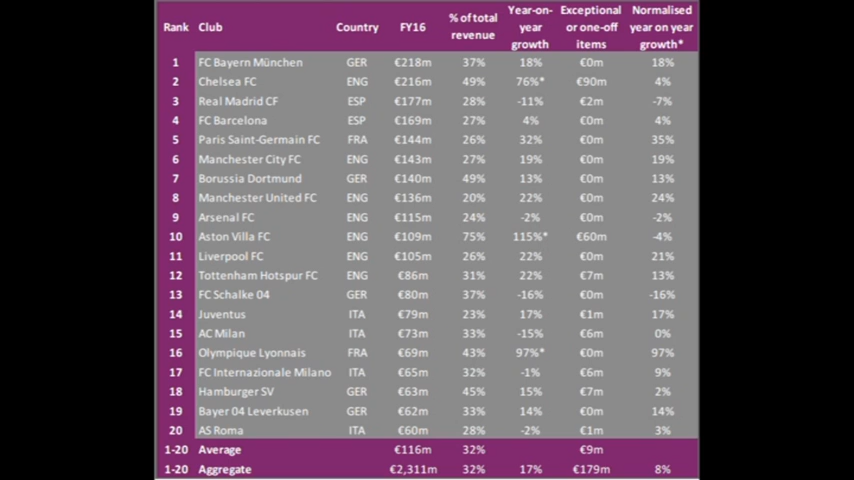 Rank Club Country FY16 % of total revenue Year-on-year growth Exceptional or one-off items Normalised year on year growth*
1 FC Bayern München GER €218m 37% 18% €0m 18%
2 Chelsea FC ENG €216m 49% 76%* €90m 4%
3 Real Madrid CF ESP €177m 28% -11% €2m -7%
4 FC Barcelona ESP €169m 27% 4% €0m 4%
5 Paris Saint-Germain FC FRA €144m 26% 32% €0m 35%
6 Manchester City FC ENG €143m 27% 19% €0m 19%
7 Borussia Dortmund GER €140m 49% 13% €0m 13%
8 Manchester United FC ENG €136m 20% 22% €0m 24%
9 Arsenal FC ENG €115m 24% -2% €0m -2%
10 Aston Villa FC ENG €109m 75% 115%* €60m -4%
11 Liverpool FC ENG €105m 26% 22% €0m 21%
12 Tottenham Hotspur FC ENG €86m 31% 22% €7m 13%
13 FC Schalke 04 GER €80m 37% -16% €0m -16%
14 Juventus ITA €79m 23% 17% €1m 17%
15 AC Milan ITA €73m 33% -15% €6m 0%
16 Olympique Lyonnais FRA €69m 43% 97%* €0m 97%
17 FC Internazionale Milano ITA €65m 32% -1% €6m 9%
18 Hamburger SV GER €63m 45% 15% €7m 2%
19 Bayer 04 Leverkusen GER €62m 33% 14% €0m 14%
20 AS Roma ITA €60m 28% -2% €1m 3%
1-20 Average €116m 32% €9m
1-20 Aggregate €2,311m 32% 17% €179m 8%